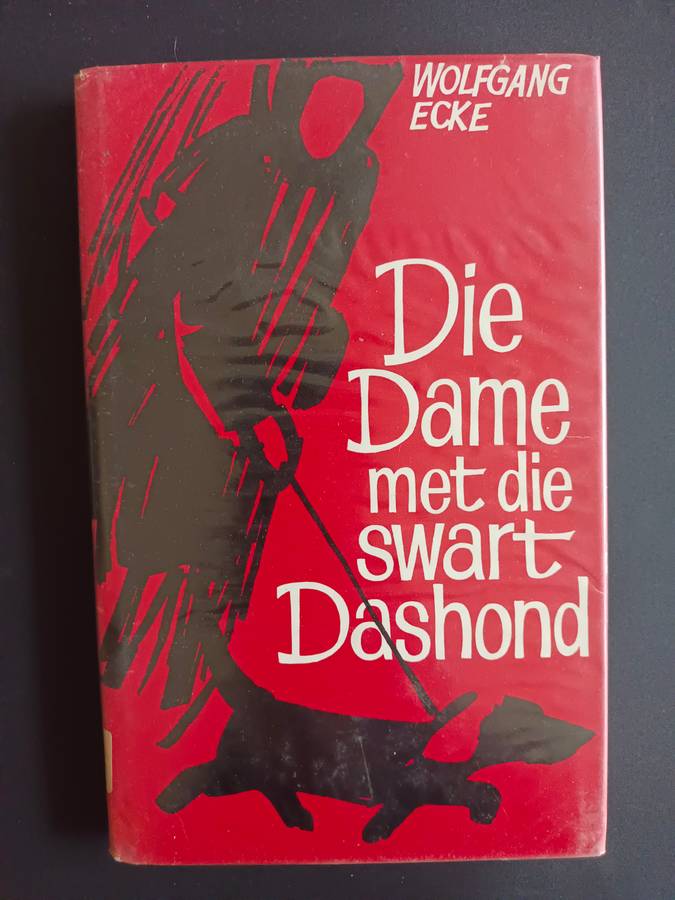 WOLFGANG
ECKE
Die
Dame
met die
swart
Dashond